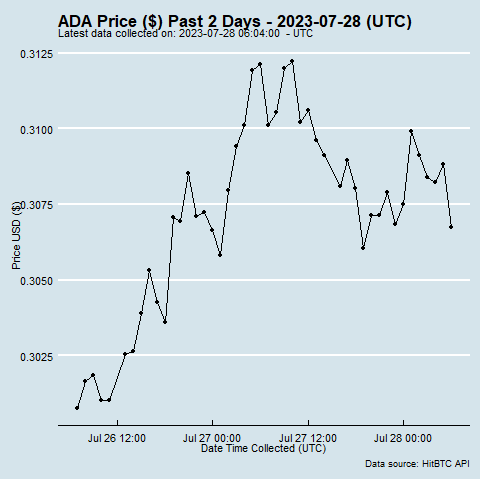 ADA Price ($) Past 2 Days - 2023-07-28 (UTC)
Latest data collected on: 2023-07-28 06:04:00  - UTC
0.3125
0.3100
0.3075
0.3050
0.3025
Price USD ($)
Jul 26 12:00
Jul 27 00:00
Jul 27 12:00
Jul 28 00:00
Date Time Collected (UTC)
Data source: HitBTC API